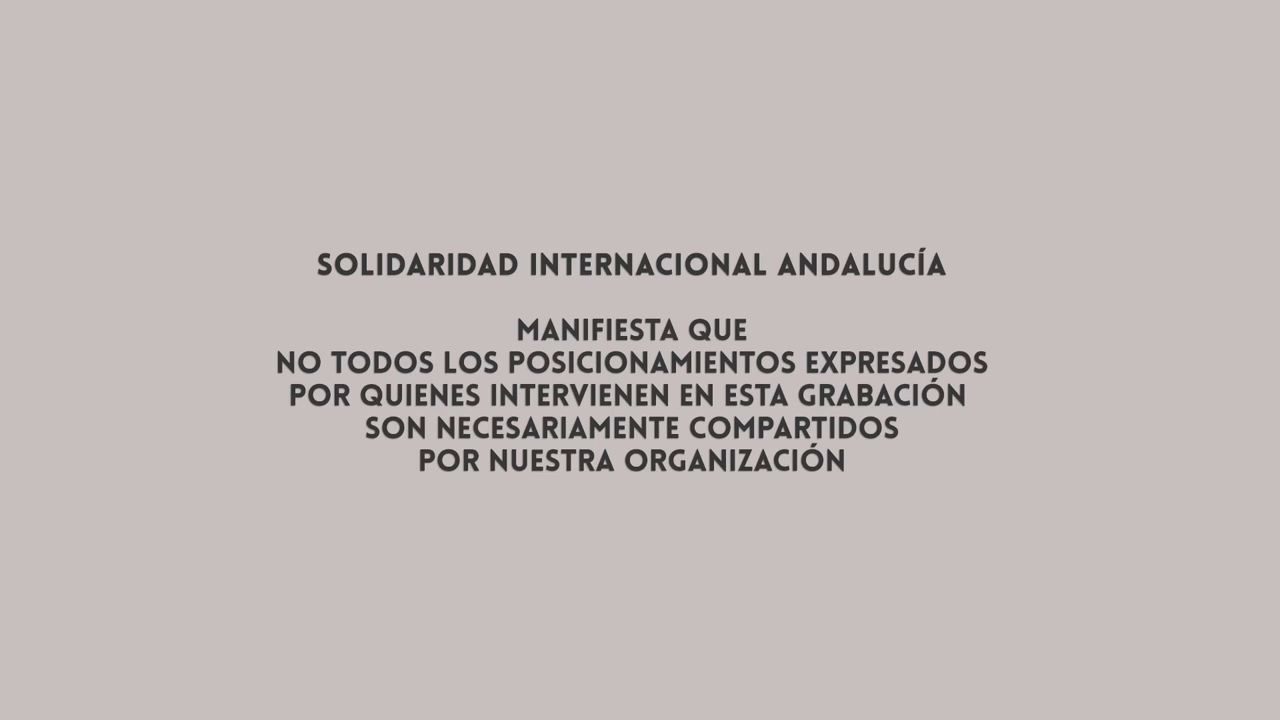 SOLIDARIDAD INTERNACIONAL ANDALUCÍA
MANIFIESTA QUE
NO TODOS LOS POSICIONAMIENTOS EXPRESADOS
POR QUIENES INTERVIENEN EN ESTA GRABACIÓN
SON NECESARIAMENTE COMPARTIDOS
POR NUESTRA ORGANIZACIÓN